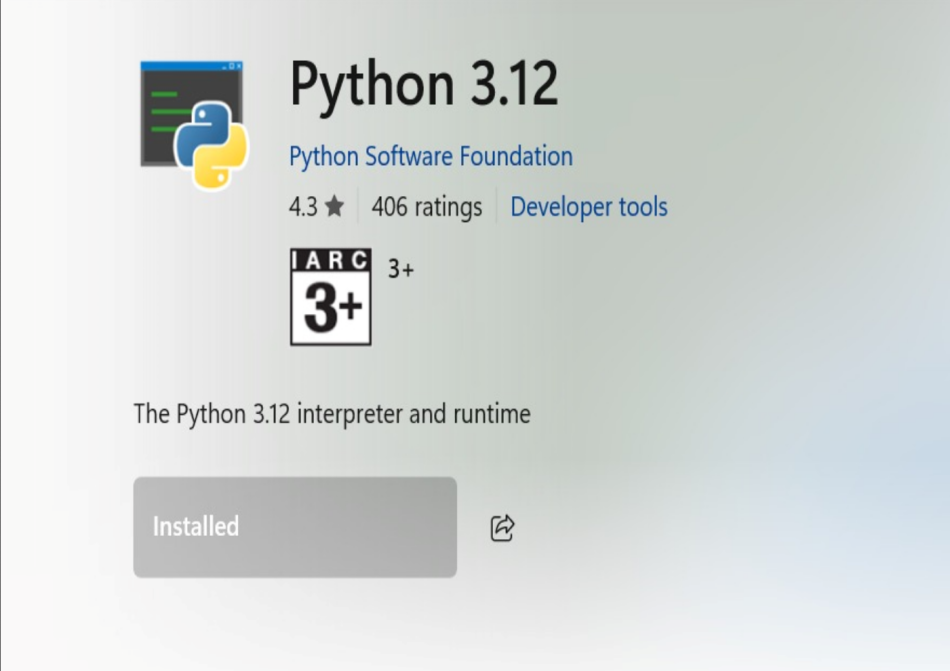 Python 3.12
Python Software Foundation
4.3 ★ 406 ratings Developer tools
IARC
3+
3+
The Python 3.12 interpreter and runtime
Installed